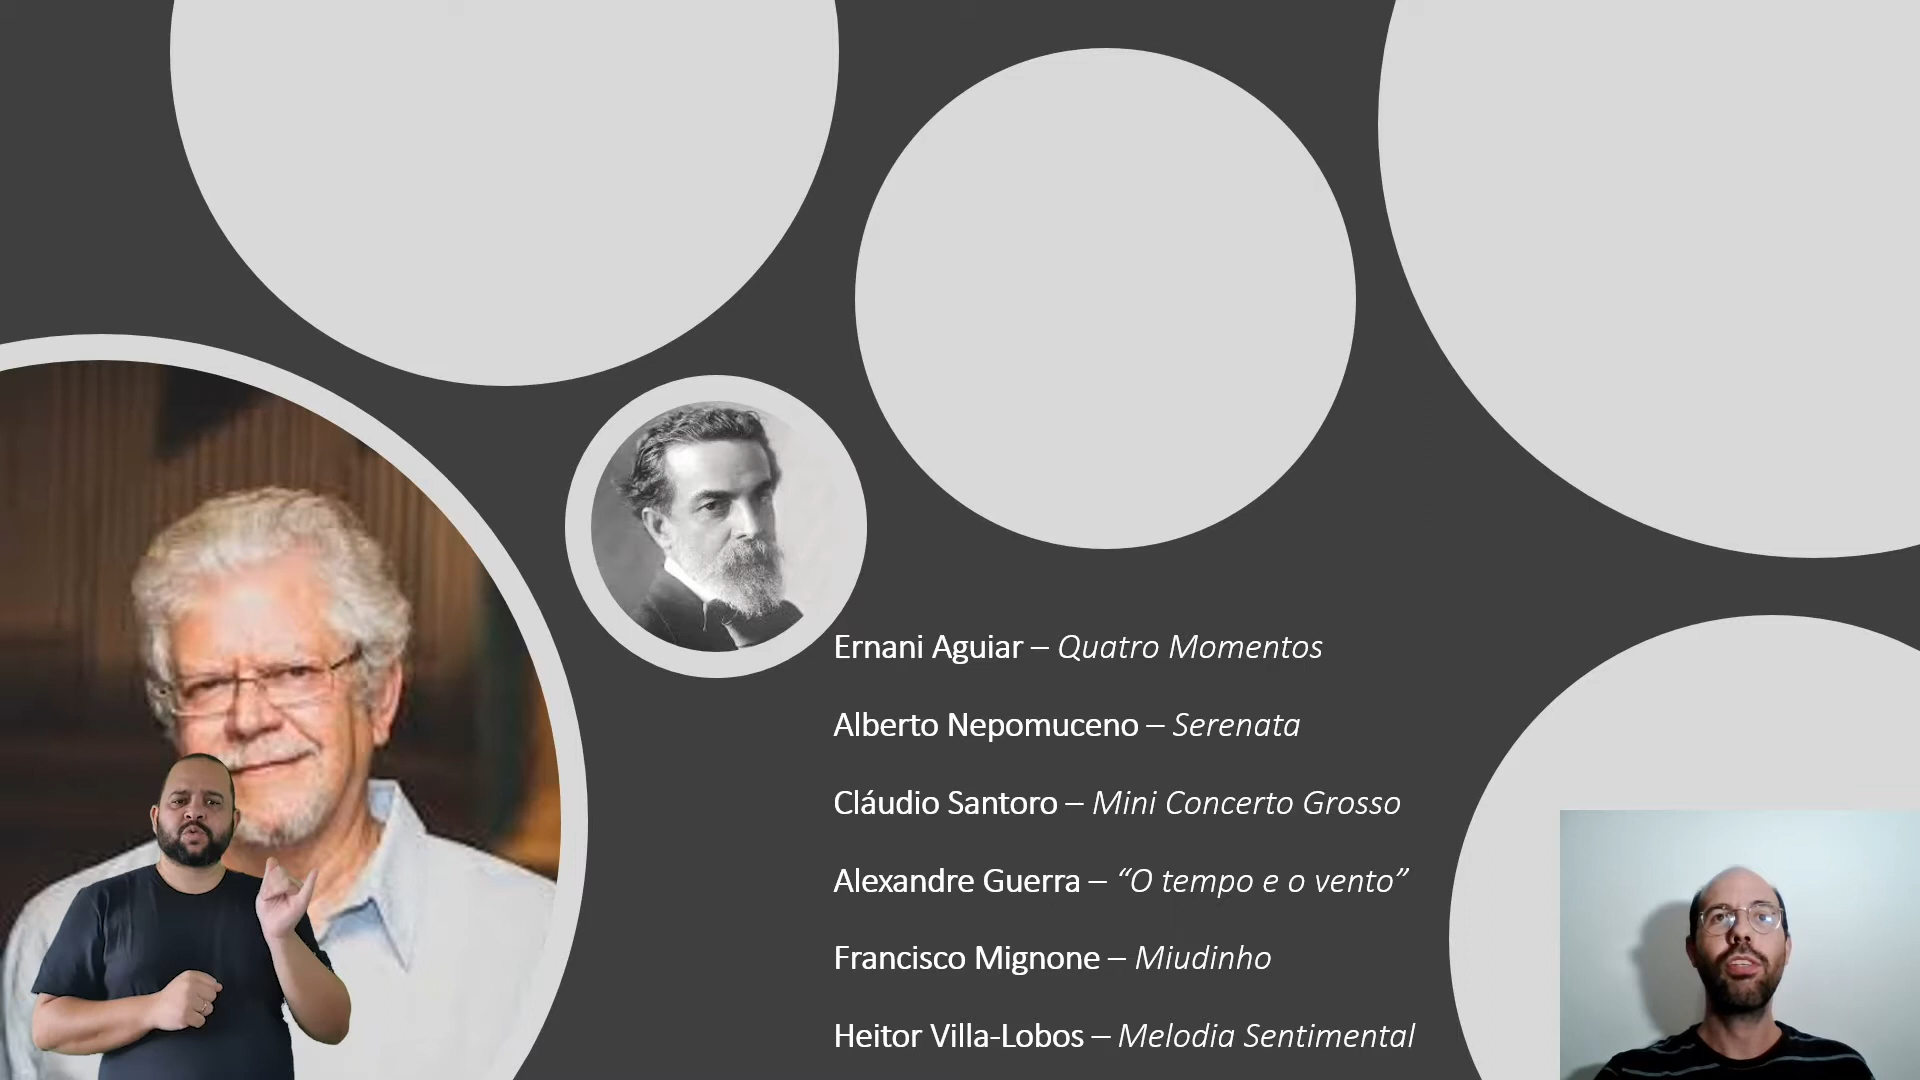 Ernani Aguiar – Quatro Momentos
Alberto Nepomuceno – Serenata
Cláudio Santoro – Mini Concerto Grosso
Alexandre Guerra – “O tempo e o vento”
Francisco Mignone – Miudinho
Heitor Villa-Lobos – Melodia Sentimental